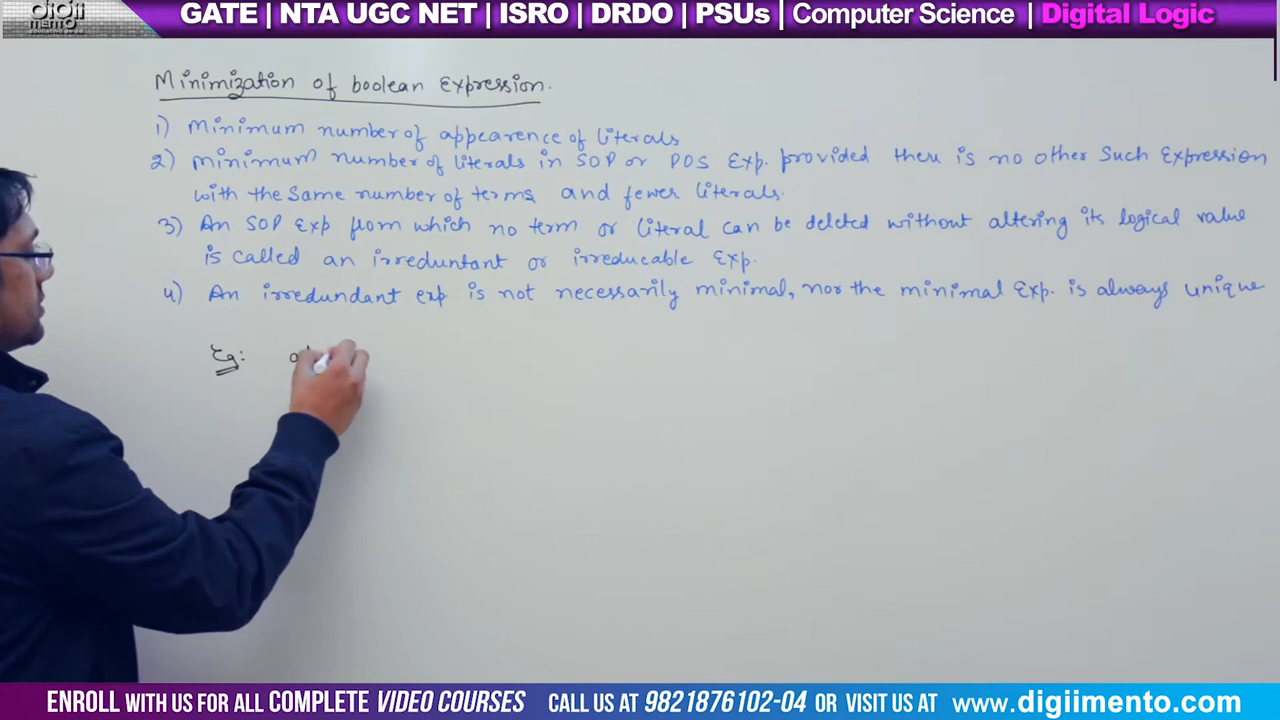 digiimento
GATE | NTA UGC NET | ISRO | DRDO | PSUs | Computer Science | Digital Logic
Minimization of boolean Expression.
1) Minimum number of appearence of literals
2) Minimum number of literals in SOP or POS Exp. provided there is no other such Expression
with the same number of terms and fewer literals.
3) An SOP Exp from which no term or literal can be deleted without altering its logical value
is called an irreduntant or irreducable Exp.
4) An irredundant exp is not necessarily minimal, nor the minimal Exp. is always unique
Eg:
ENROLL WITH US FOR ALL COMPLETE VIDEO COURSES CALL US AT 9821876102-04 OR VISIT US AT www.digiimento.com